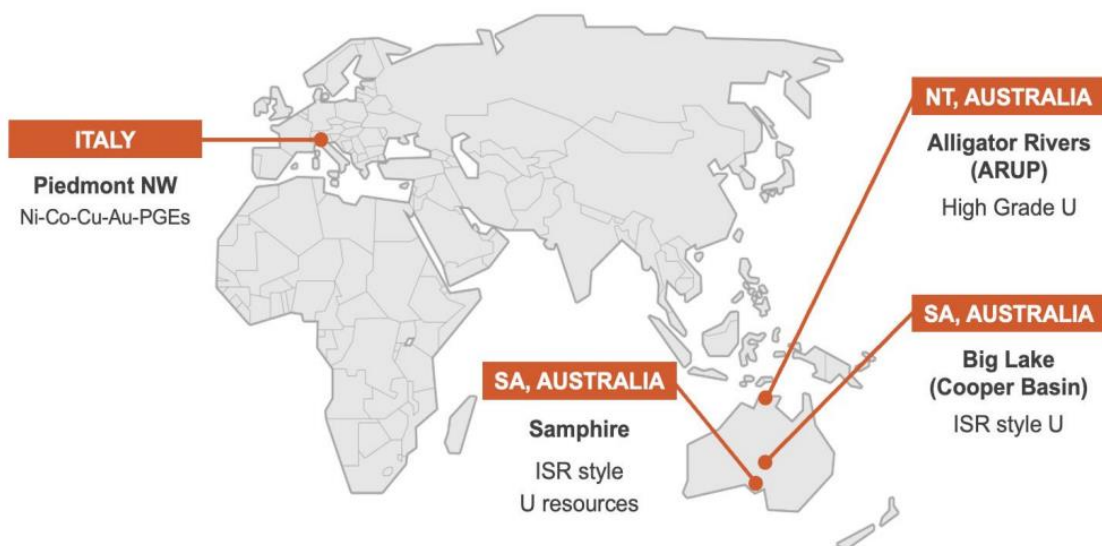 ITALY
Piedmont NW
Ni-Co-Cu-Au-PGEs
NT, AUSTRALIA
Alligator Rivers
(ARUP)
High Grade U
SA, AUSTRALIA
Big Lake
(Cooper Basin)
ISR style U
SA, AUSTRALIA
Samphire
ISR style
U resources